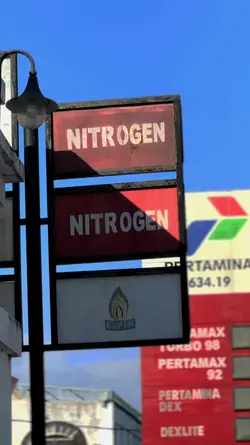 NITROGEN
NITROGEN
PERTAMINA
634.19
PERTAMAX
TURBO 98
PERTAMAX
92
PERTAMINA
DEX
DEXLITE